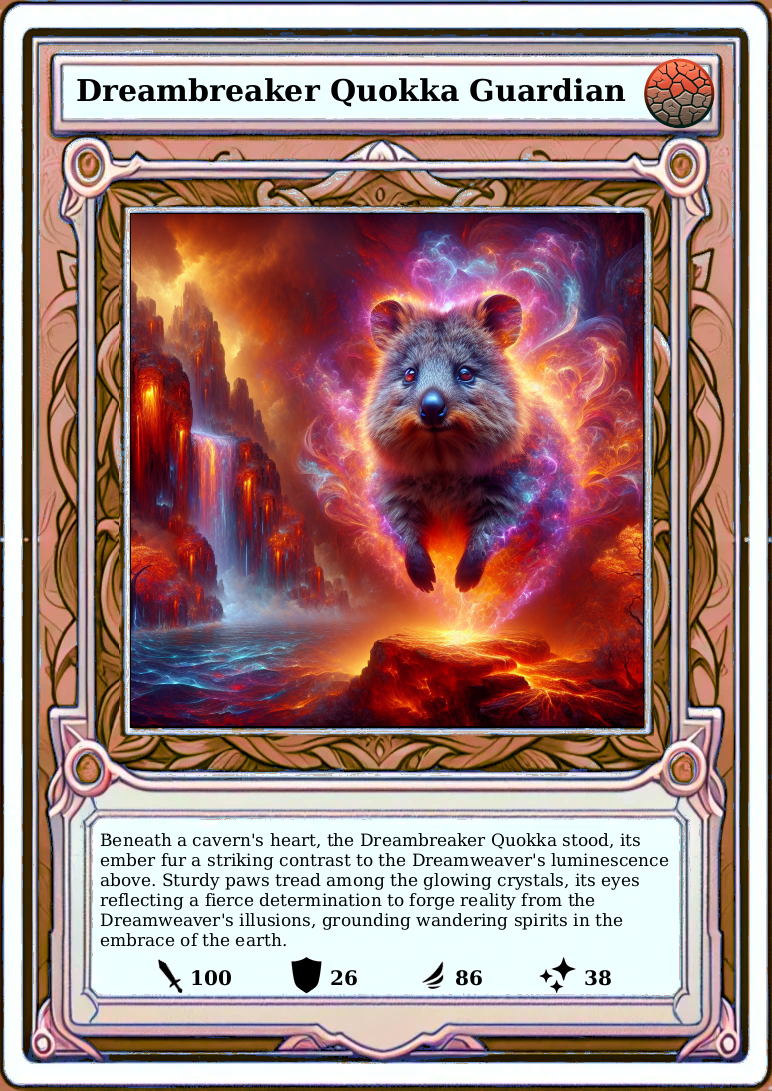 Dreambreaker Quokka Guardian
Beneath a cavern's heart, the Dreambreaker Quokka stood, its
ember fur a striking contrast to the Dreamweaver's luminescence
above. Sturdy paws tread among the glowing crystals, its eyes
reflecting a fierce determination to forge reality from the
Dreamweaver's illusions, grounding wandering spirits in the
embrace of the earth.
100 26 86 38